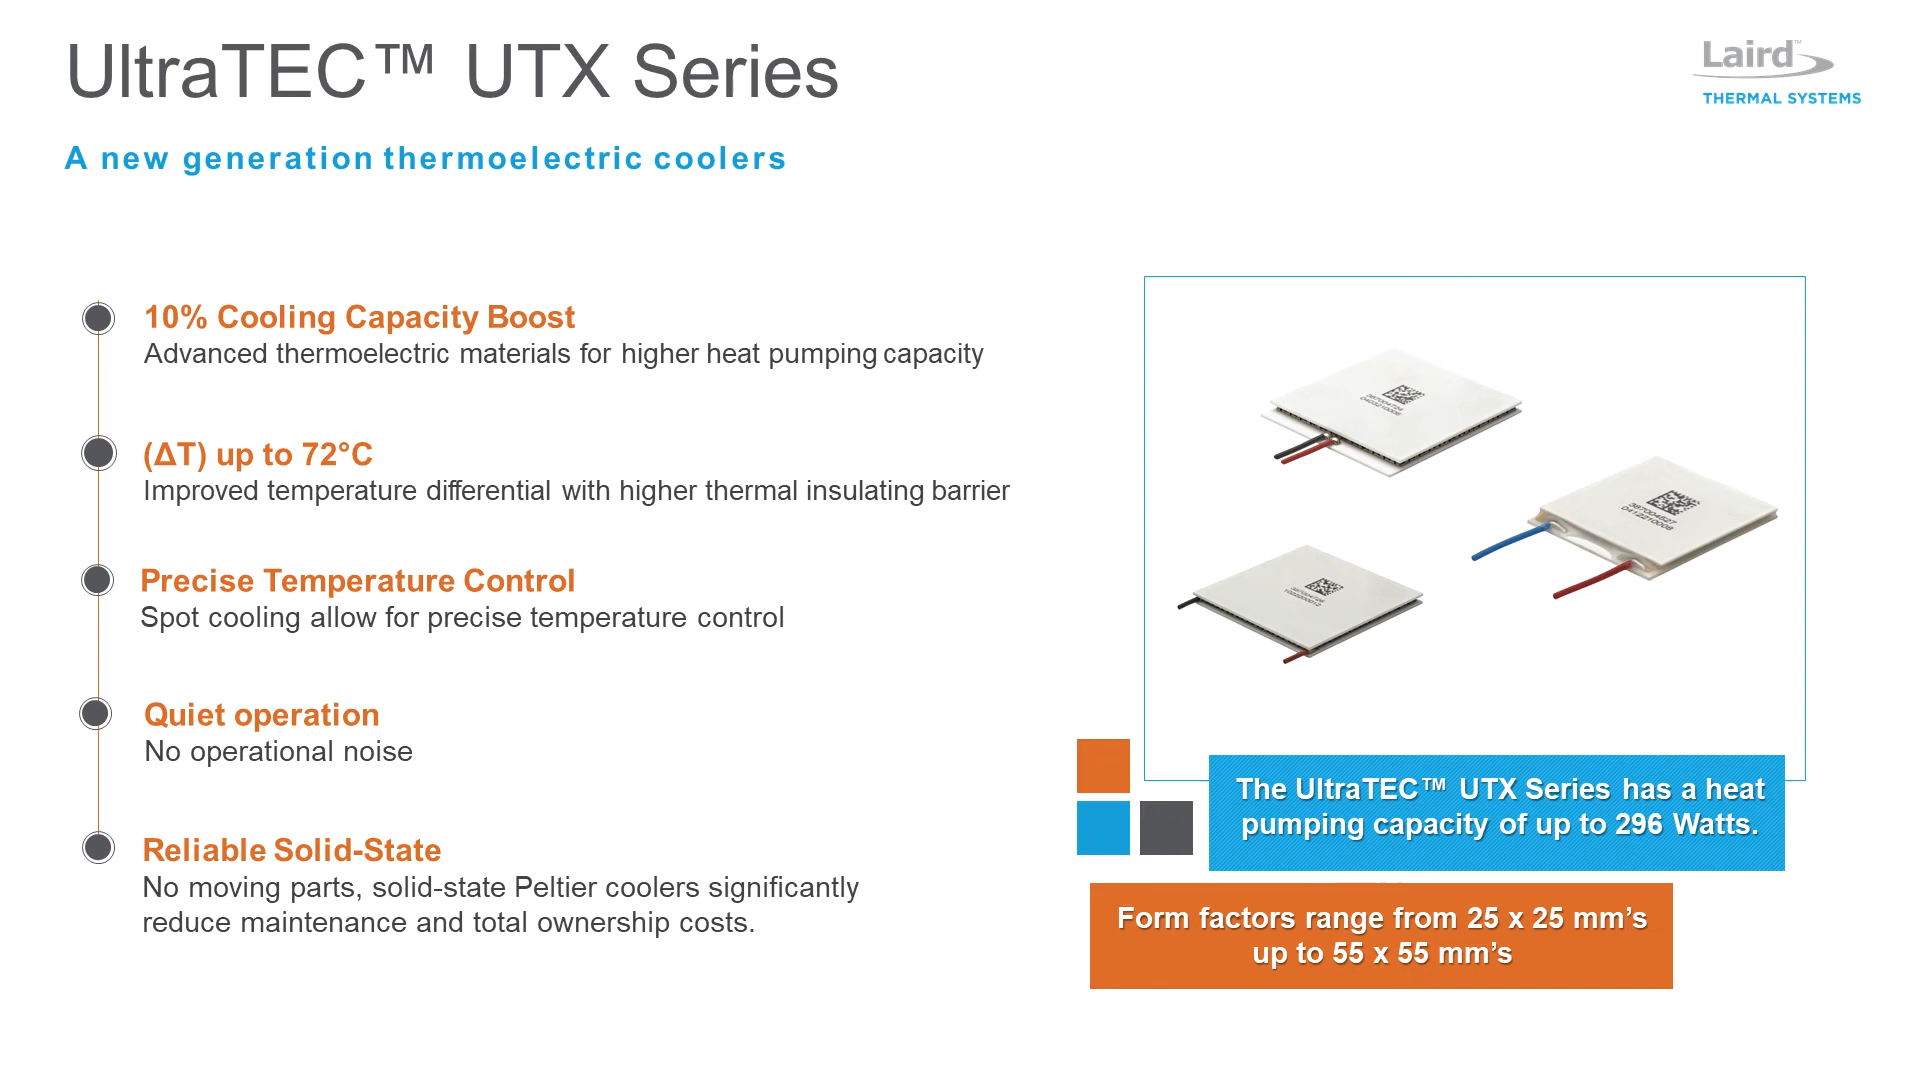 UltraTEC™ UTX Series
Laird™
THERMAL SYSTEMS
A new generation thermoelectric coolers
10% Cooling Capacity Boost
Advanced thermoelectric materials for higher heat pumping capacity
(ΔT) up to 72°C
Improved temperature differential with higher thermal insulating barrier
Precise Temperature Control
Spot cooling allow for precise temperature control
Quiet operation
No operational noise
Reliable Solid-State
No moving parts, solid-state Peltier coolers significantly
reduce maintenance and total ownership costs.
387004724
387004527
0412210008
The UltraTEC™ UTX Series has a heat
pumping capacity of up to 296 Watts.
Form factors range from 25 x 25 mm’s
up to 55 x 55 mm’s